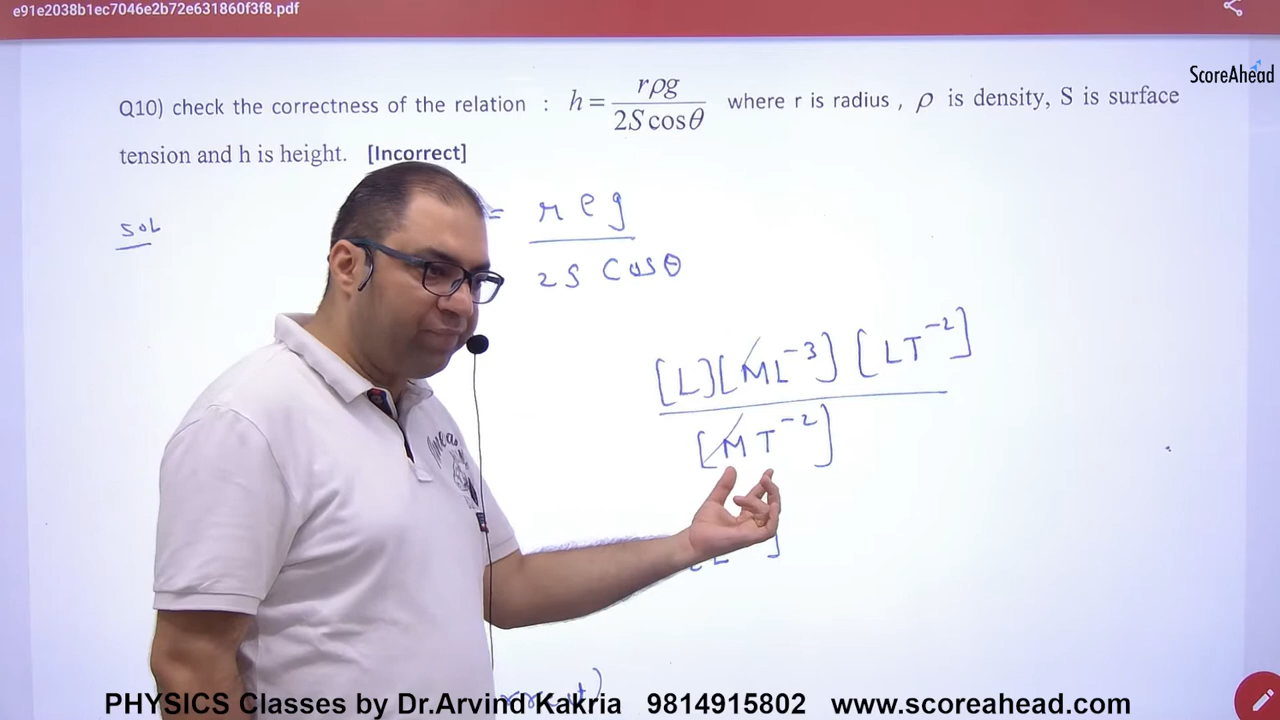 e91e2038b1ec7046e2b72e631860f3f8.pdf
ScoreAhead
Q10) check the correctness of the relation : h = rρg / 2S cosθ where r is radius , ρ is density, S is surface
tension and h is height. [Incorrect]
sol
= r ρ g / 2S Cosθ
[L][ML⁻³][LT⁻²] / [MT⁻²]
PHYSICS Classes by Dr.Arvind Kakria 9814915802 www.scoreahead.com